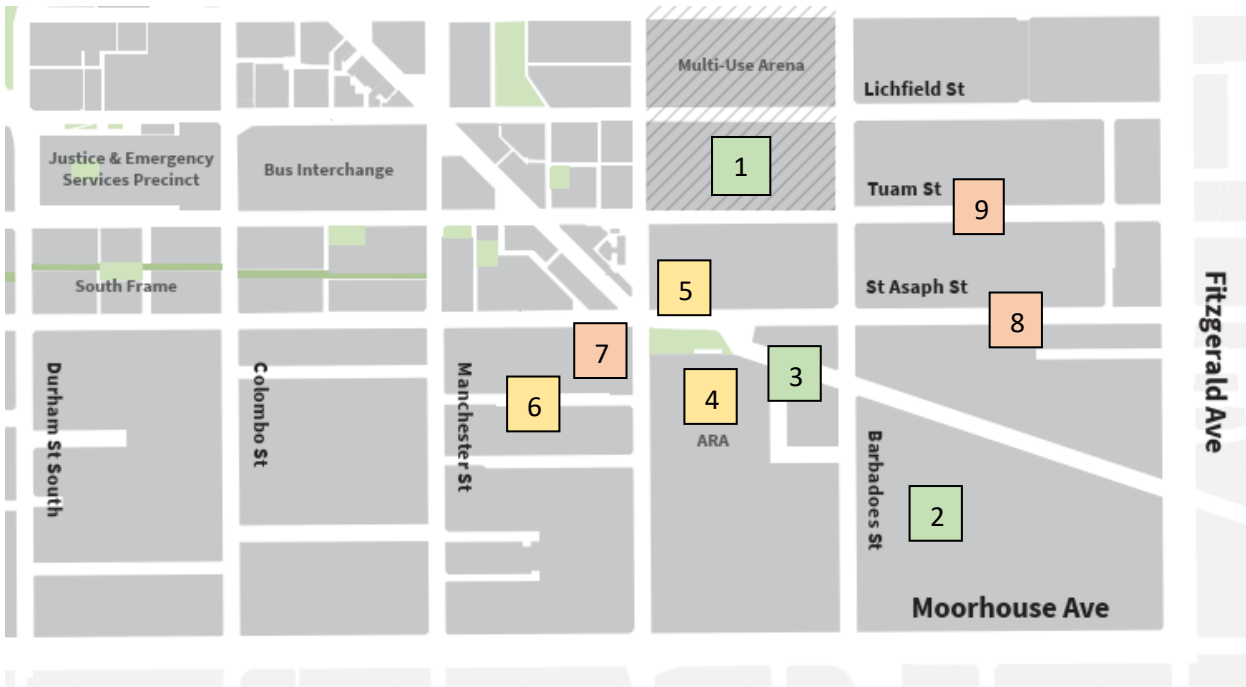 Multi-Use Arena
Lichfield St
Justice & Emergency
Services Precinct
Bus Interchange
1
Tuam St
9
South Frame
5
St Asaph St
8
Fitzgerald Ave
7
3
Durham St South
Colombo St
Manchester St
6
4
ARA
Barbadoes St
2
Moorhouse Ave